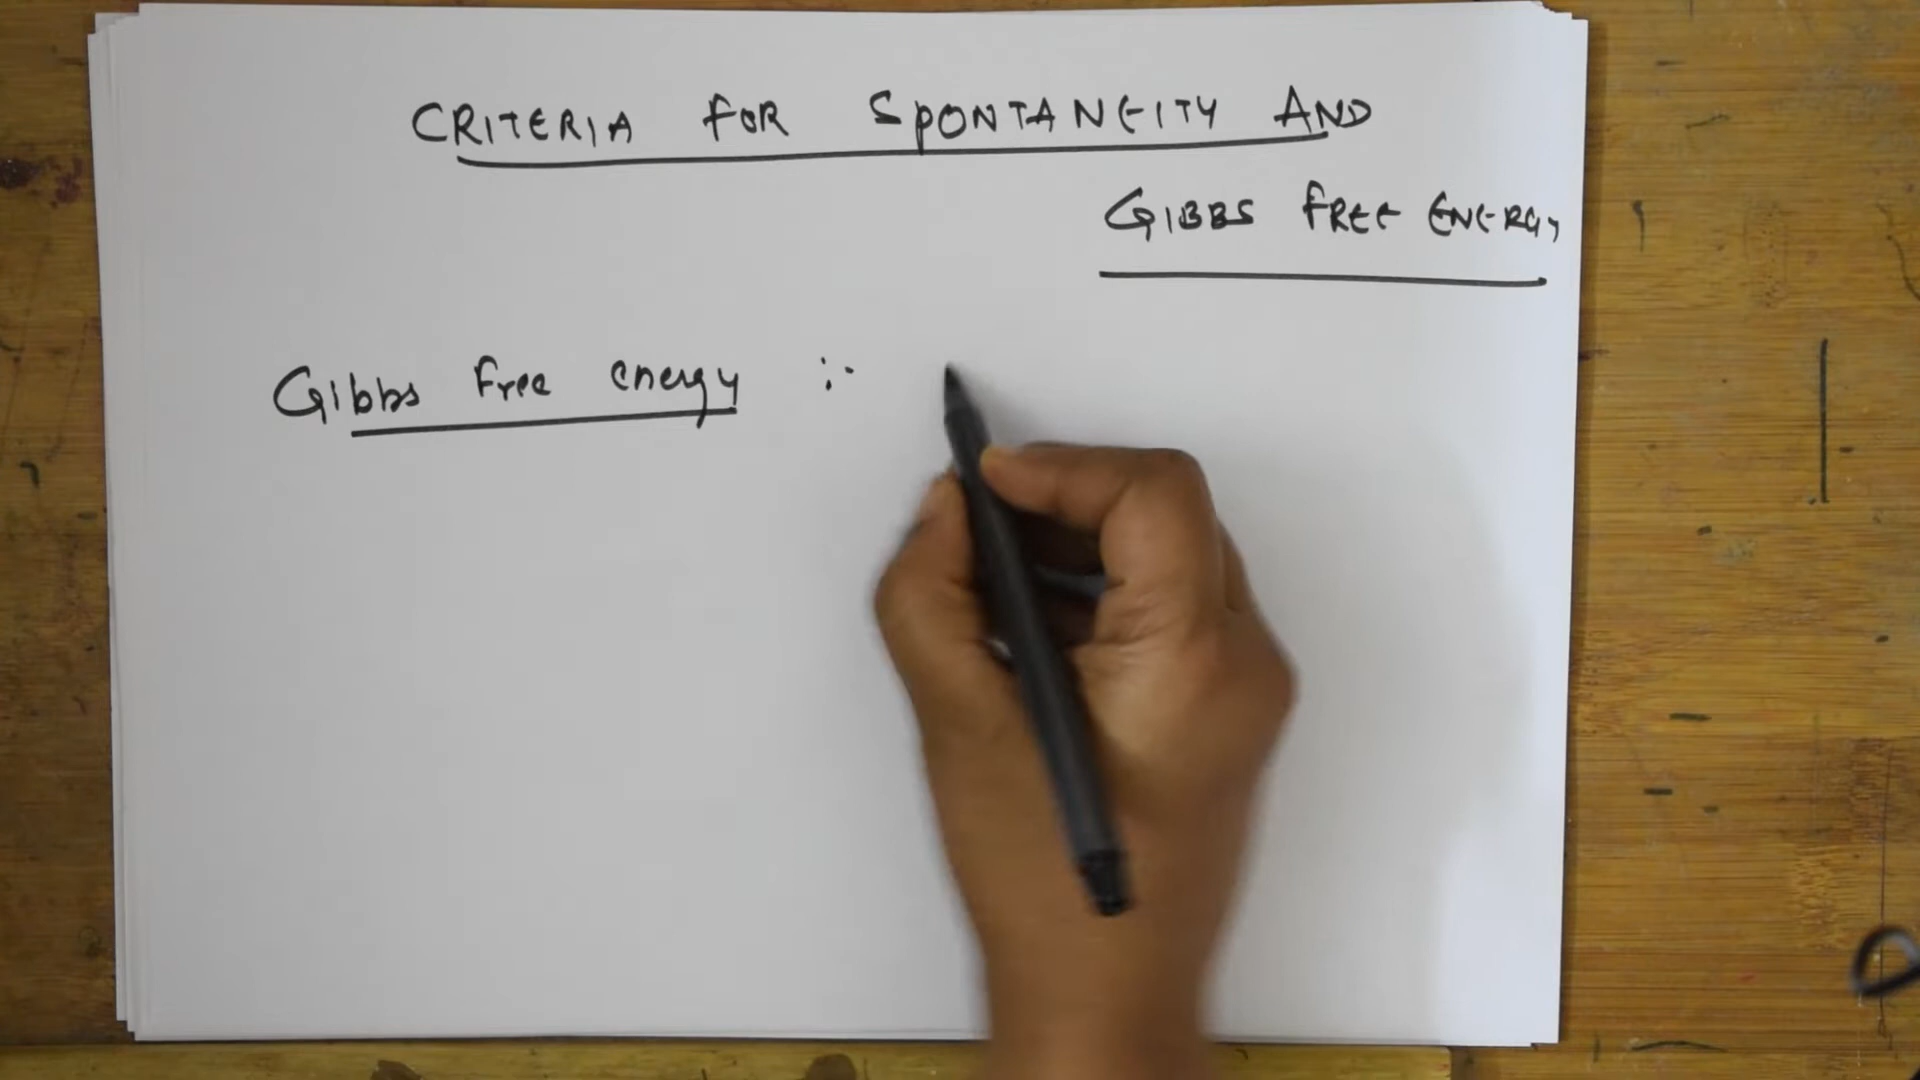 CRITERIA FOR SPONTANEITY AND
GIBBS FREE ENERGY
Gibbs Free energy :-